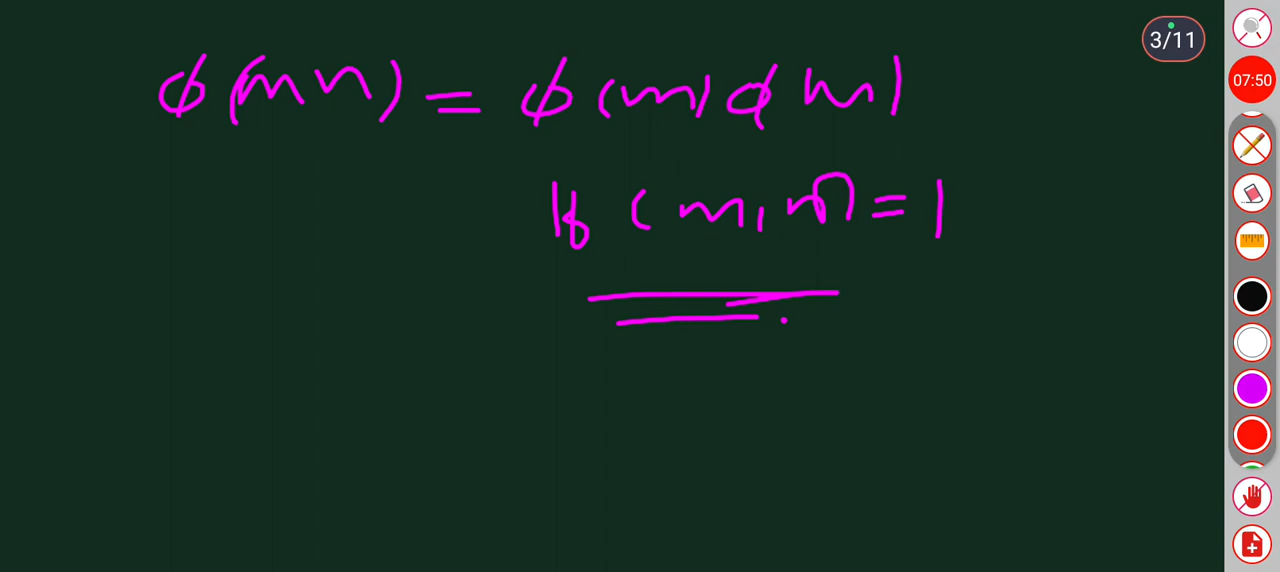 3/11
07:50
ϕ(mn) = ϕ(m) ϕ(n)
If (m, n) = 1